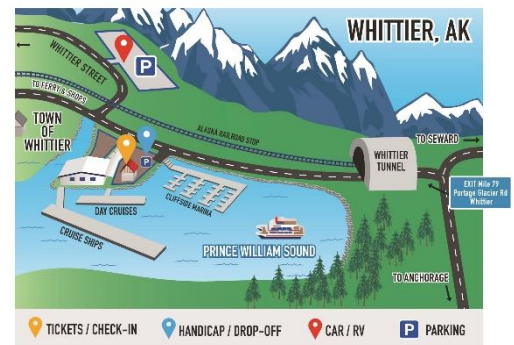 WHITTIER, AK
WHITTIER STREET
P
TO FERRY & SHOPS
TOWN
OF
WHITTIER
ALASKA RAILROAD STOP
WHITTIER
TUNNEL
TO SEWARD
EXIT Mile 79
Portage Glacier Rd
Whittier
P
CLIFFSIDE MARINA
DAY CRUISES
CRUISE SHIPS
PRINCE WILLIAM SOUND
TO ANCHORAGE
TICKETS / CHECK-IN
HANDICAP / DROP-OFF
CAR / RV
P PARKING